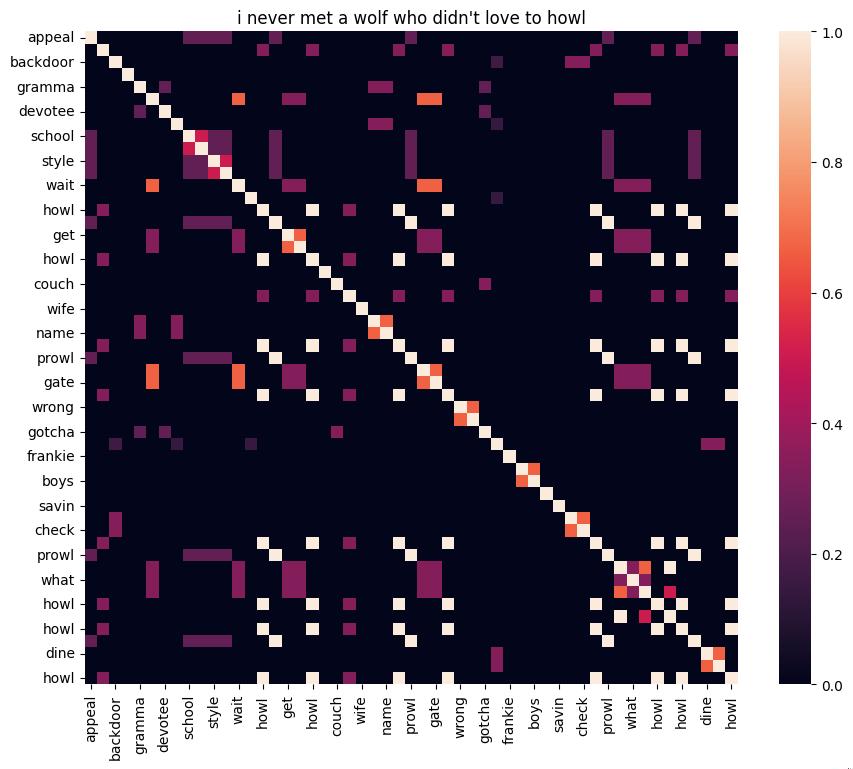 i never met a wolf who didn't love to howl
appeal
backdoor
gramma
devotee
school
style
wait
howl
get
howl
couch
wife
name
prowl
gate
wrong
gotcha
frankie
boys
savin
check
prowl
what
howl
howl
dine
howl
appeal
backdoor
gramma
devotee
school
style
wait
howl
get
howl
couch
wife
name
prowl
gate
wrong
gotcha
frankie
boys
savin
check
prowl
what
howl
howl
dine
howl
1.0
0.8
0.6
0.4
0.2
0.0